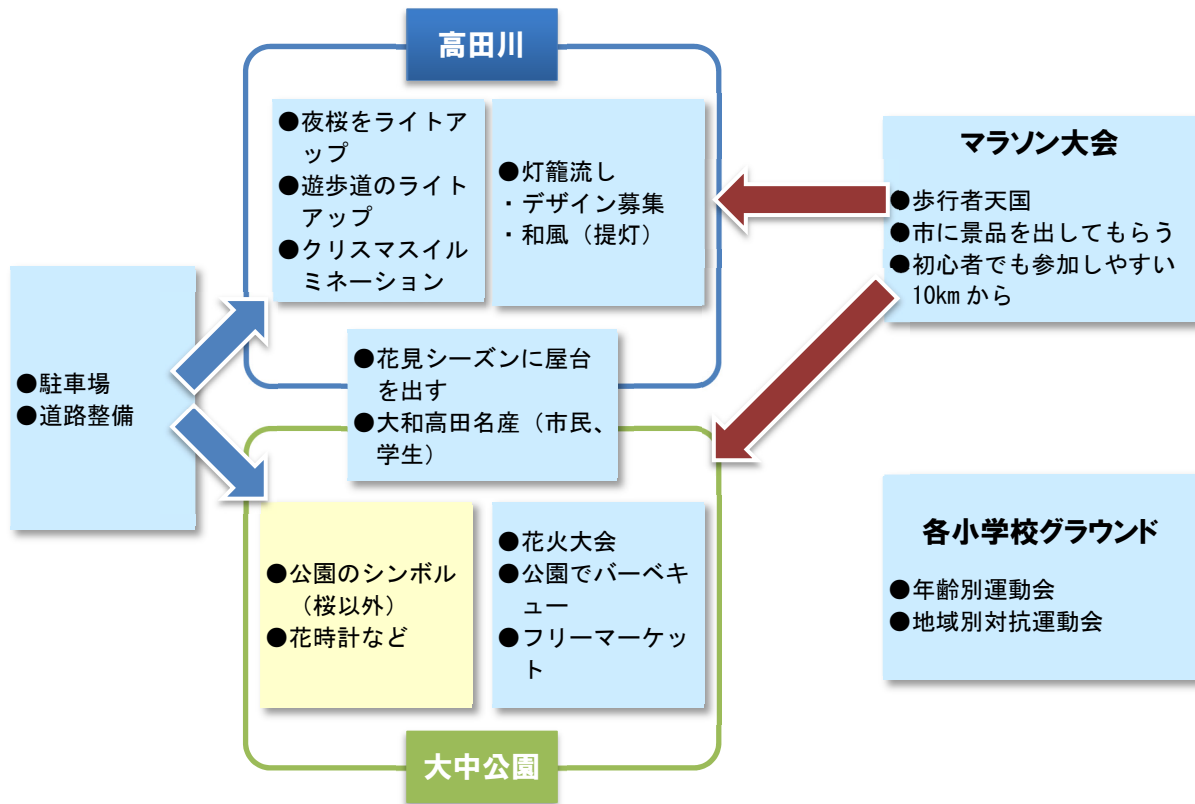 高田川
●夜桜をライトア
ップ
●遊歩道のライト
アップ
●クリスマスイル
ミネーション
●灯籠流し
・デザイン募集
・和風（提灯）
マラソン大会
●歩行者天国
●市に景品を出してもらう
●初心者でも参加しやすい
10km から
●駐車場
●道路整備
●花見シーズンに屋台
を出す
●大和高田名産（市民、
学生）
●公園のシンボル
（桜以外）
●花時計など
●花火大会
●公園でバーベキ
ュー
●フリーマーケッ
ト
各小学校グラウンド
●年齢別運動会
●地域別対抗運動会
大中公園